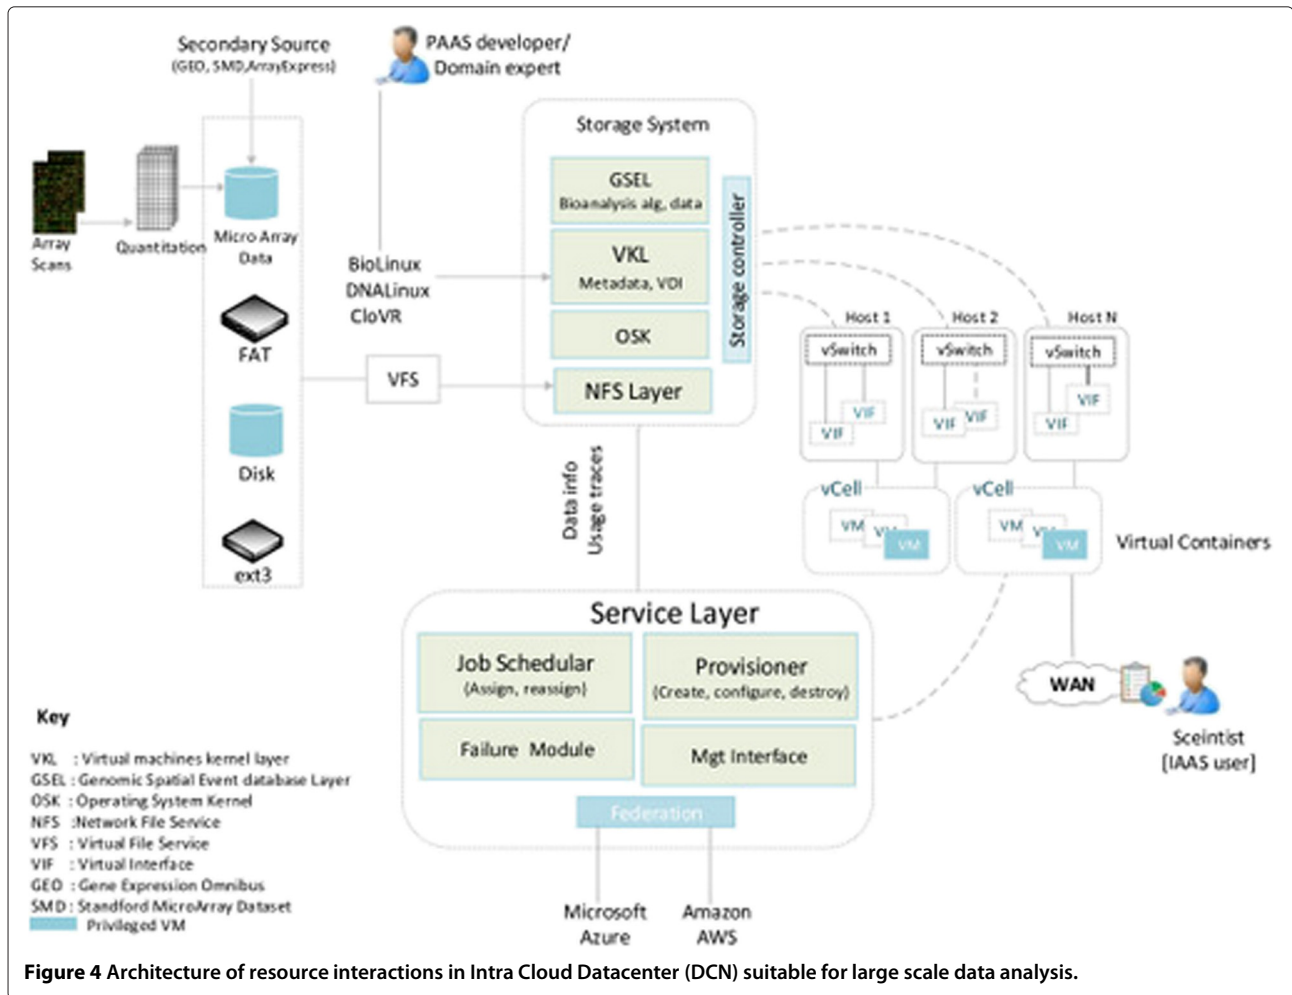 Secondary Source
(GEO, SMD,ArrayExpress)
PAAS developer/
Domain expert
Array
Scans
Quantitation
Micro Array
Data
FAT
Disk
ext3
BioLinux
DNALinux
CloVR
VFS
Storage System
GSEL
Bioanalysis alg, data
VKL
Metadata, VDI
OSK
NFS Layer
Storage controller
Host 1
vSwitch
VIF
VIF
Host 2
vSwitch
VIF
VIF
Host N
vSwitch
VIF
VIF
vCell
VM
VM
VM
vCell
VM
VM
VM
Virtual Containers
Data info
Usage traces
Service Layer
Job Schedular
(Assign, reassign)
Provisioner
(Create, configure, destroy)
Failure Module
Mgt Interface
Federation
Microsoft
Azure
Amazon
AWS
WAN
Sceintist
[IAAS user]
Key
VKL : Virtual machines kernel layer
GSEL : Genomic Spatial Event database Layer
OSK : Operating System Kernel
NFS :Network File Service
VFS : Virtual File Service
VIF : Virtual Interface
GEO : Gene Expression Omnibus
SMD : Standford MicroArray Dataset
Privileged VM
Figure 4 Architecture of resource interactions in Intra Cloud Datacenter (DCN) suitable for large scale data analysis.